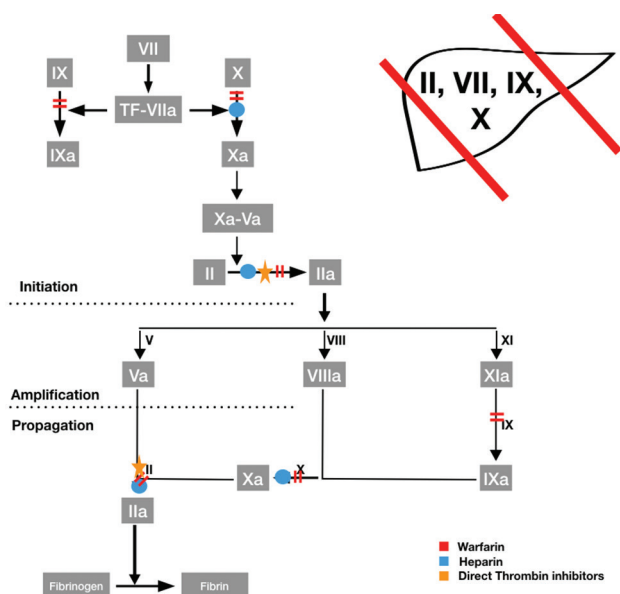 VII
IX
X
II, VII, IX,
X
TF-VIIa
IXa
Xa
Xa-Va
II
IIa
Initiation
V
VIII
XI
Va
VIIIa
XIa
Amplification
Propagation
IX
II
Xa
X
IXa
IIa
Warfarin
Heparin
Direct Thrombin inhibitors
Fibrinogen
Fibrin